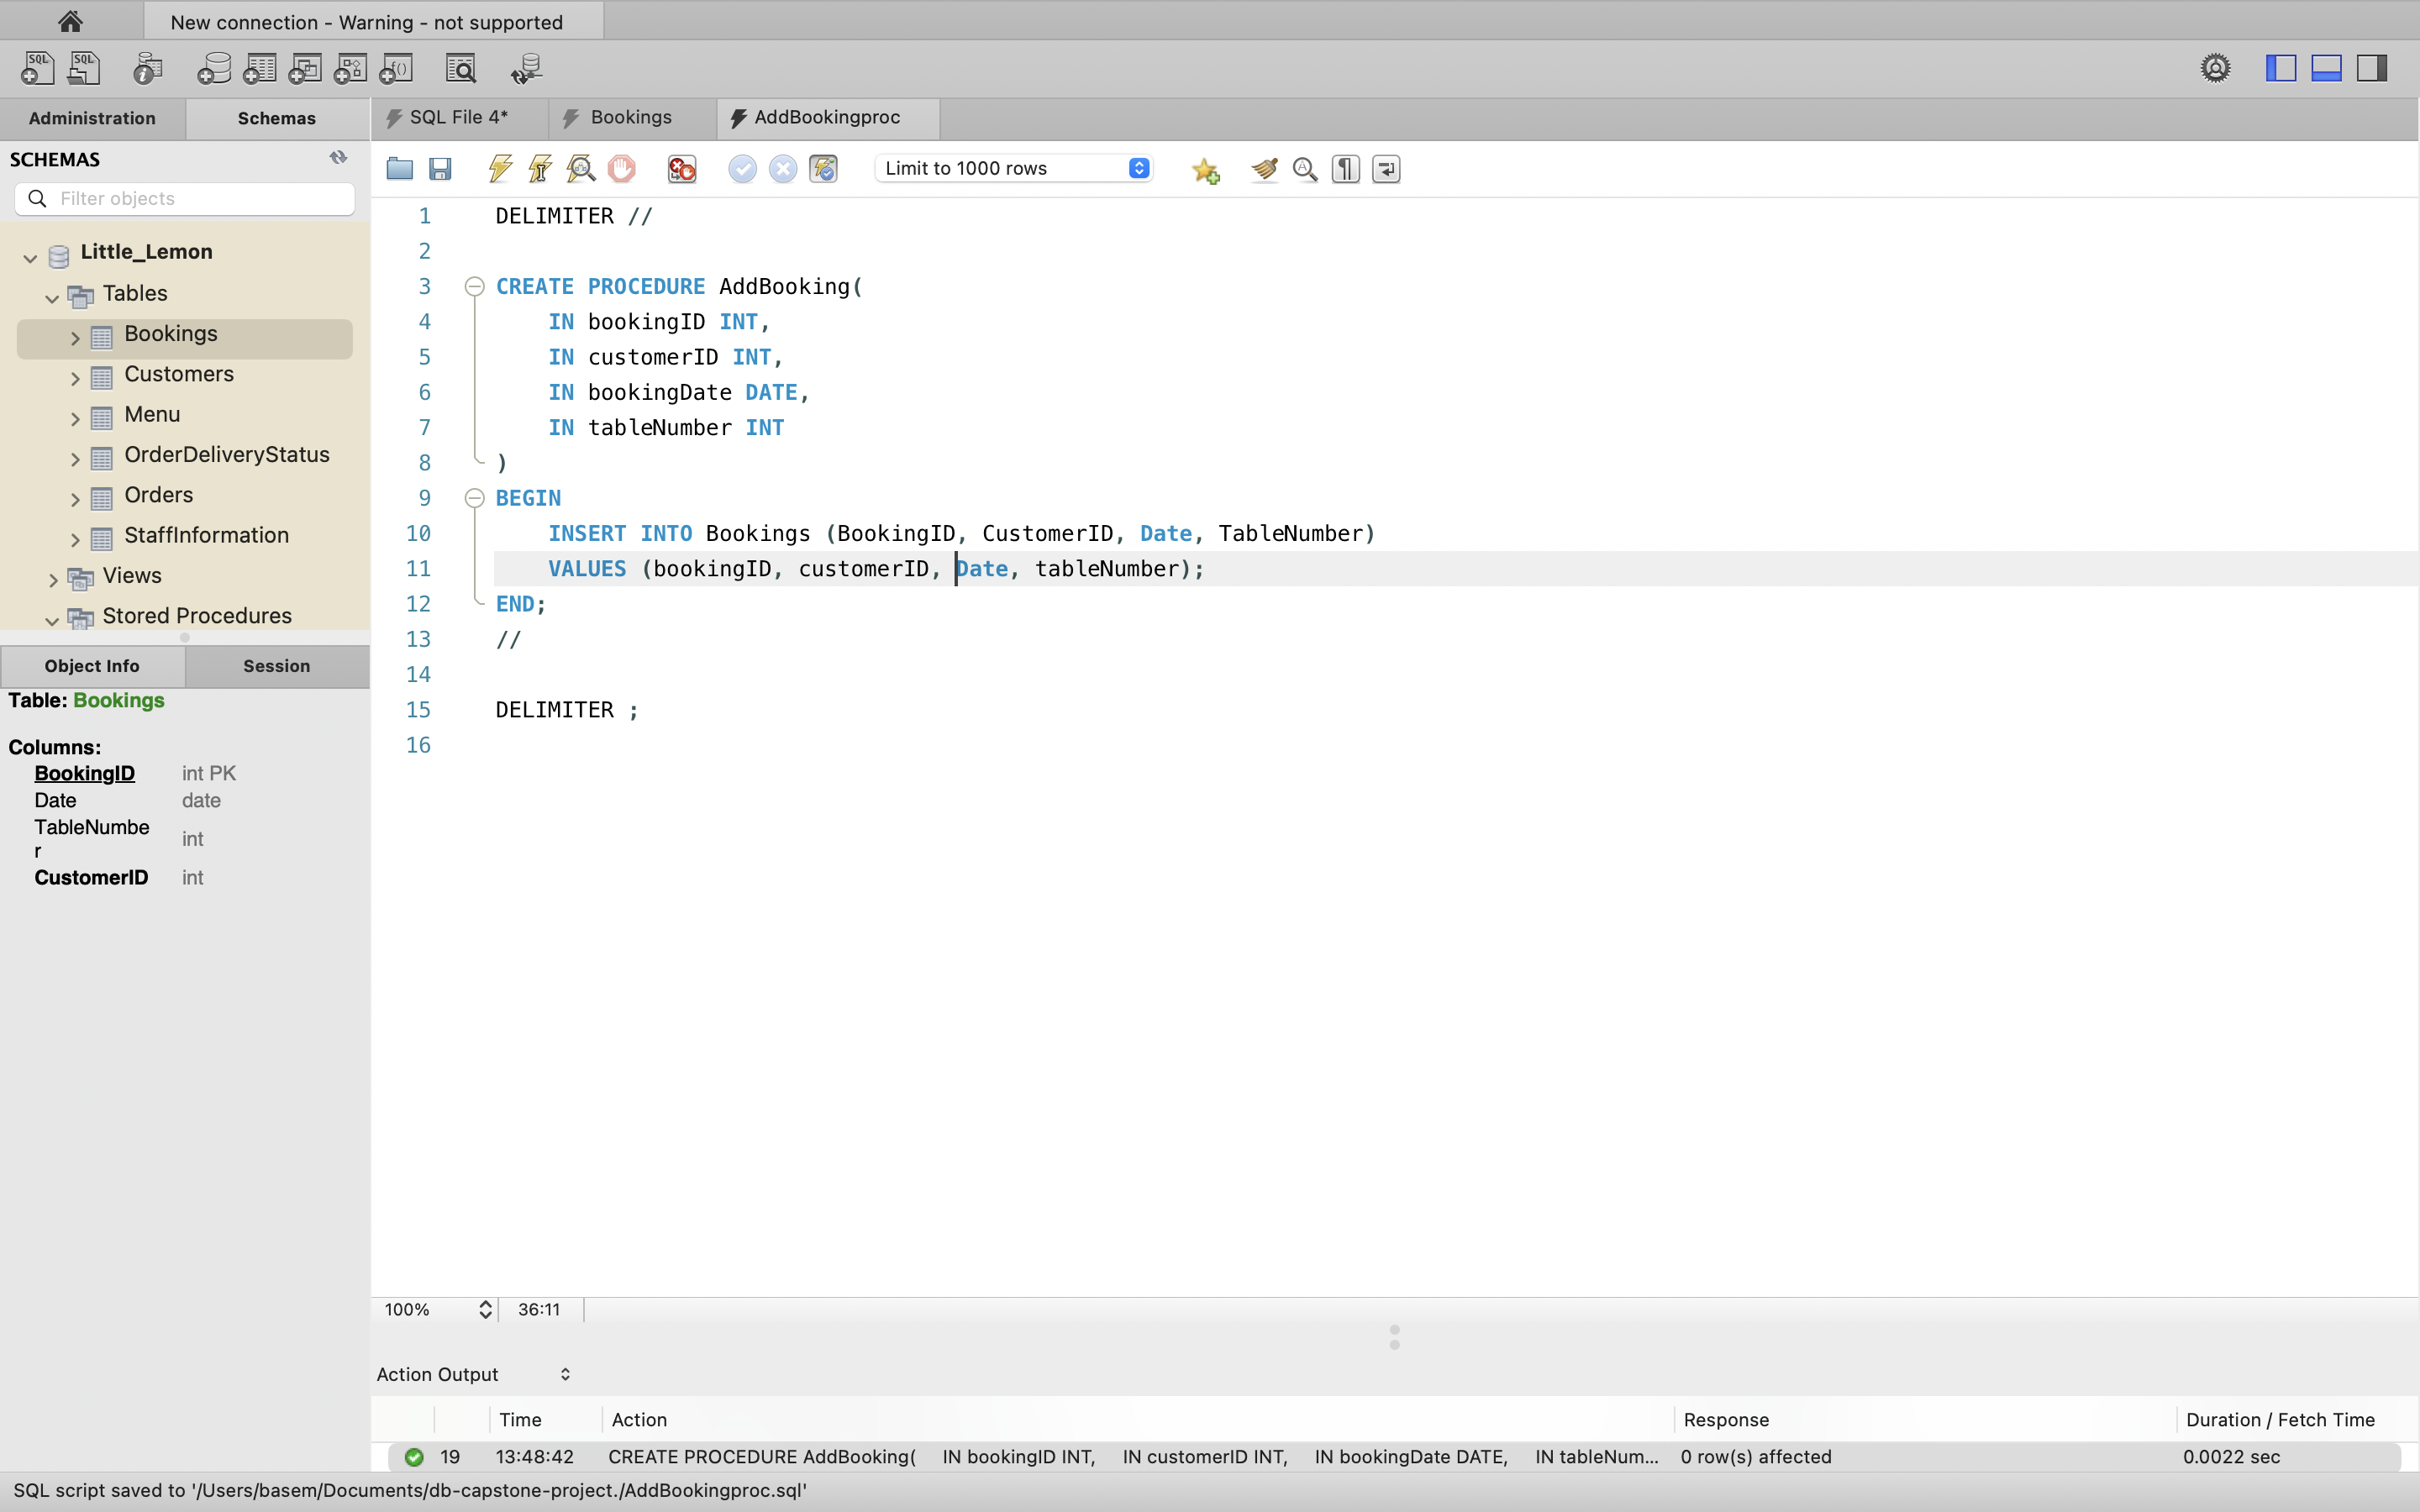 New connection - Warning - not supported
SQL SQL
Administration Schemas
SQL File 4* Bookings AddBookingproc
SCHEMAS
Limit to 1000 rows
Filter objects
Little_Lemon
Tables
Bookings
Customers
Menu
OrderDeliveryStatus
Orders
StaffInformation
Views
Stored Procedures
Object Info Session
Table: Bookings
Columns:
BookingID int PK
Date date
TableNumbe
r int
CustomerID int
1 DELIMITER //
2
3 CREATE PROCEDURE AddBooking(
4 IN bookingID INT,
5 IN customerID INT,
6 IN bookingDate DATE,
7 IN tableNumber INT
8 )
9 BEGIN
10 INSERT INTO Bookings (BookingID, CustomerID, Date, TableNumber)
11 VALUES (bookingID, customerID, Date, tableNumber);
12 END;
13 //
14
15 DELIMITER ;
16
100% 36:11
Action Output
Time Action Response Duration / Fetch Time
19 13:48:42 CREATE PROCEDURE AddBooking( IN bookingID INT, IN customerID INT, IN bookingDate DATE, IN tableNum... 0 row(s) affected 0.0022 sec
SQL script saved to '/Users/basem/Documents/db-capstone-project./AddBookingproc.sql'